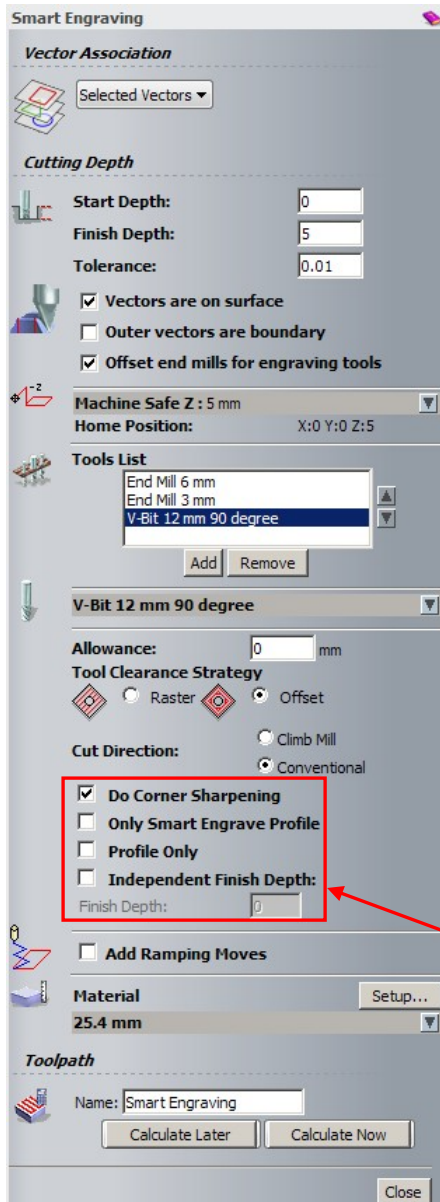 Smart Engraving
Vector Association
Selected Vectors
Cutting Depth
Start Depth: 0
Finish Depth: 5
Tolerance: 0.01
Vectors are on surface
Outer vectors are boundary
Offset end mills for engraving tools
-z
Machine Safe Z : 5 mm
Home Position: X:0 Y:0 Z:5
Tools List
End Mill 6 mm
End Mill 3 mm
V-Bit 12 mm 90 degree
Add Remove
V-Bit 12 mm 90 degree
Allowance: 0 mm
Tool Clearance Strategy
Raster Offset
Climb Mill
Cut Direction:
Conventional
Do Corner Sharpening
Only Smart Engrave Profile
Profile Only
Independent Finish Depth:
Finish Depth: 0
Add Ramping Moves
Material Setup...
25.4 mm
Toolpath
Name: Smart Engraving
Calculate Later Calculate Now
Close